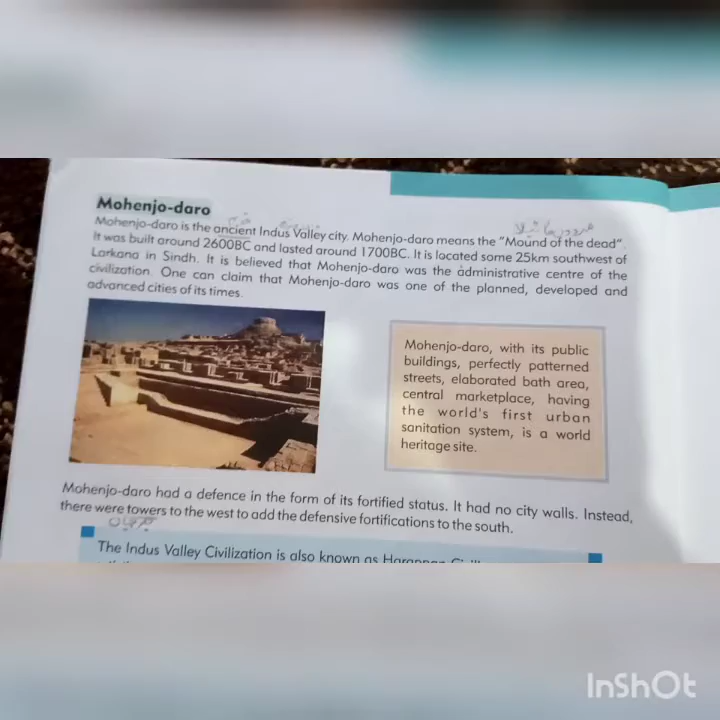 Mohenjo-daro
Mohenjo-daro is the ancient Indus Valley city. Mohenjo-daro means the "Mound of the dead".
It was built around 2600BC and lasted around 1700BC. It is located some 25km southwest of
Larkana in Sindh. It is believed that Mohenjo-daro was the administrative centre of the
civilization. One can claim that Mohenjo-daro was one of the planned, developed and
advanced cities of its times.
Mohenjo-daro, with its public
buildings, perfectly patterned
streets, elaborated bath area,
central marketplace, having
the world's first urban
sanitation system, is a world
heritage site.
Mohenjo-daro had a defence in the form of its fortified status. It had no city walls. Instead,
there were towers to the west to add the defensive fortifications to the south.
The Indus Valley Civilization is also known as
InShOt